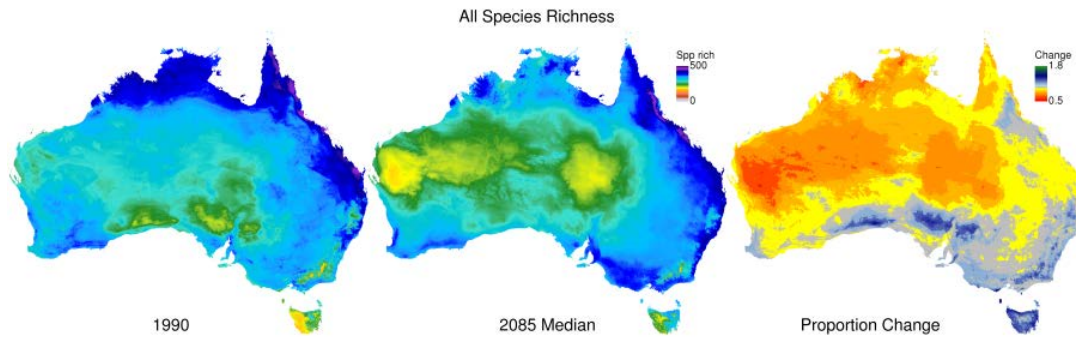 All Species Richness
Spp rich
500
0
Change
1.8
0.5
1990
2085 Median
Proportion Change